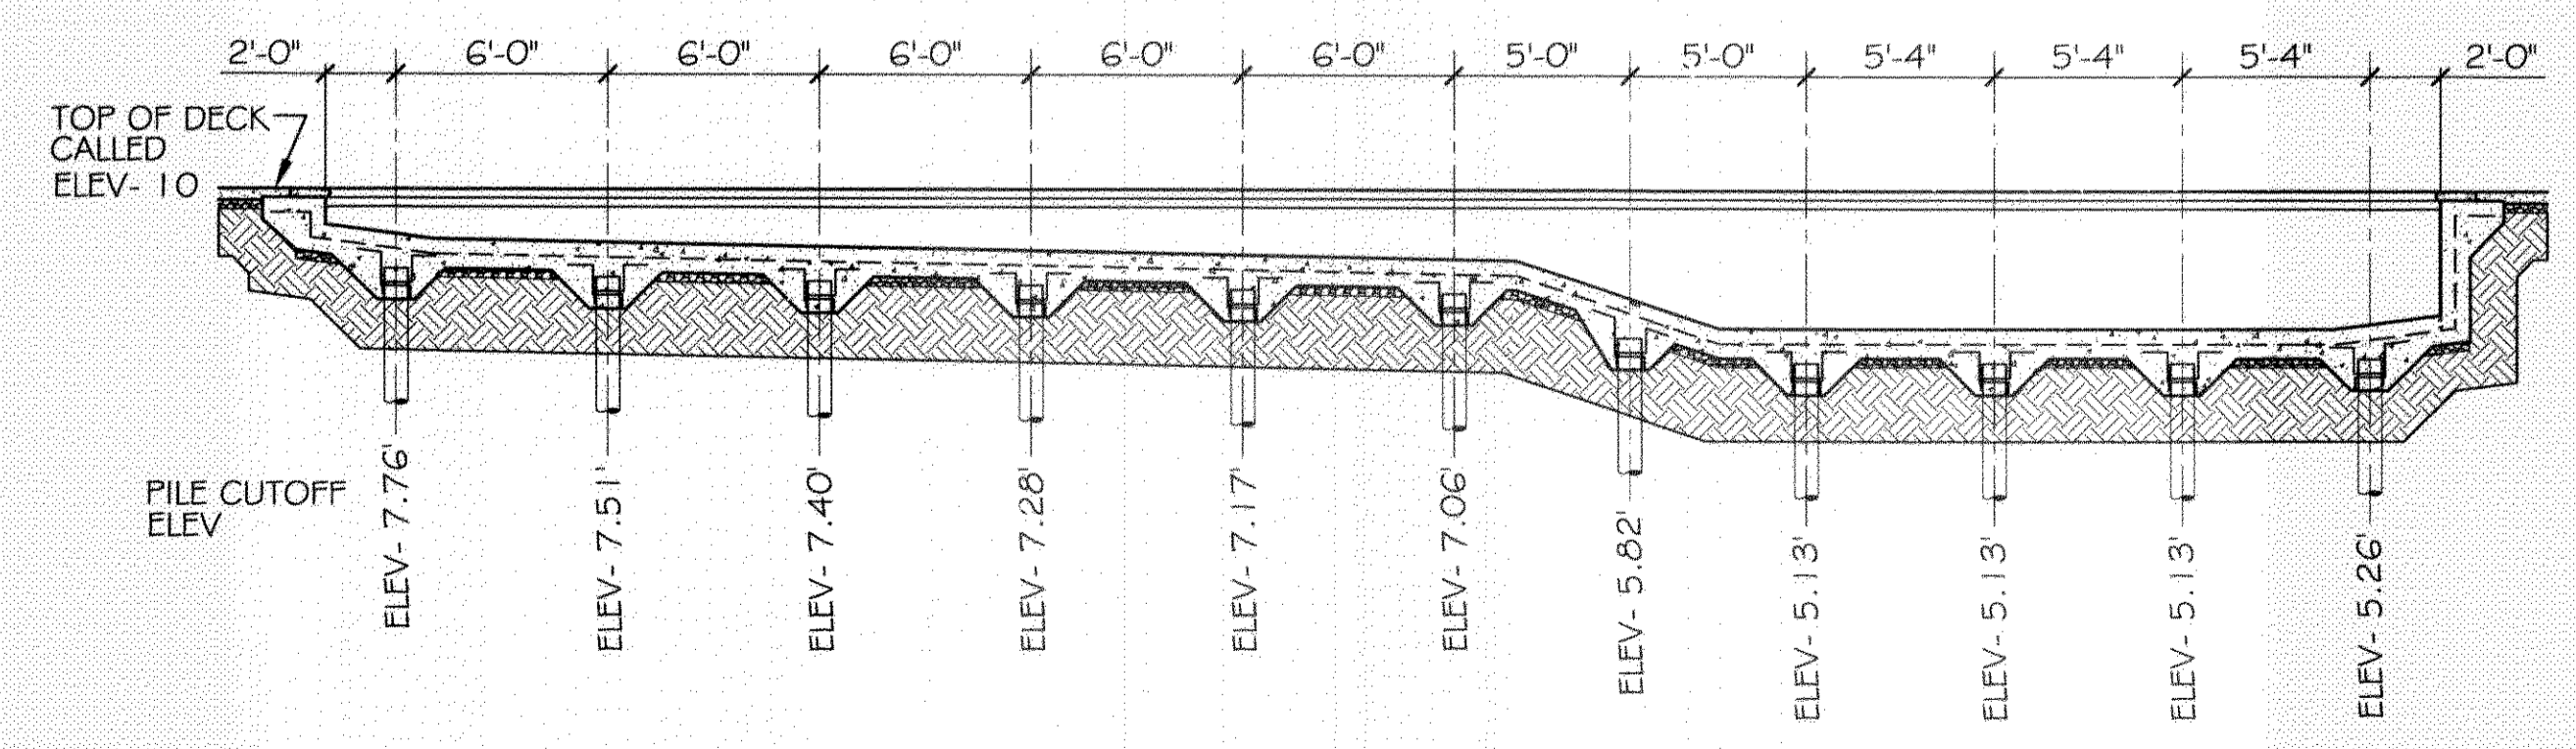 2'-0" 6'-0" 6'-0" 6'-0" 6'-0" 6'-0" 5'-0" 5'-0" 5'-4" 5'-4" 5'-4" 2'-0"
TOP OF DECK
CALLED
ELEV- 10
PILE CUTOFF
ELEV
ELEV- 7.76'
ELEV- 7.51'
ELEV- 7.40'
ELEV- 7.28'
ELEV- 7.17'
ELEV- 7.06'
ELEV- 5.82'
ELEV- 5.13'
ELEV- 5.13'
ELEV- 5.13'
ELEV- 5.26'